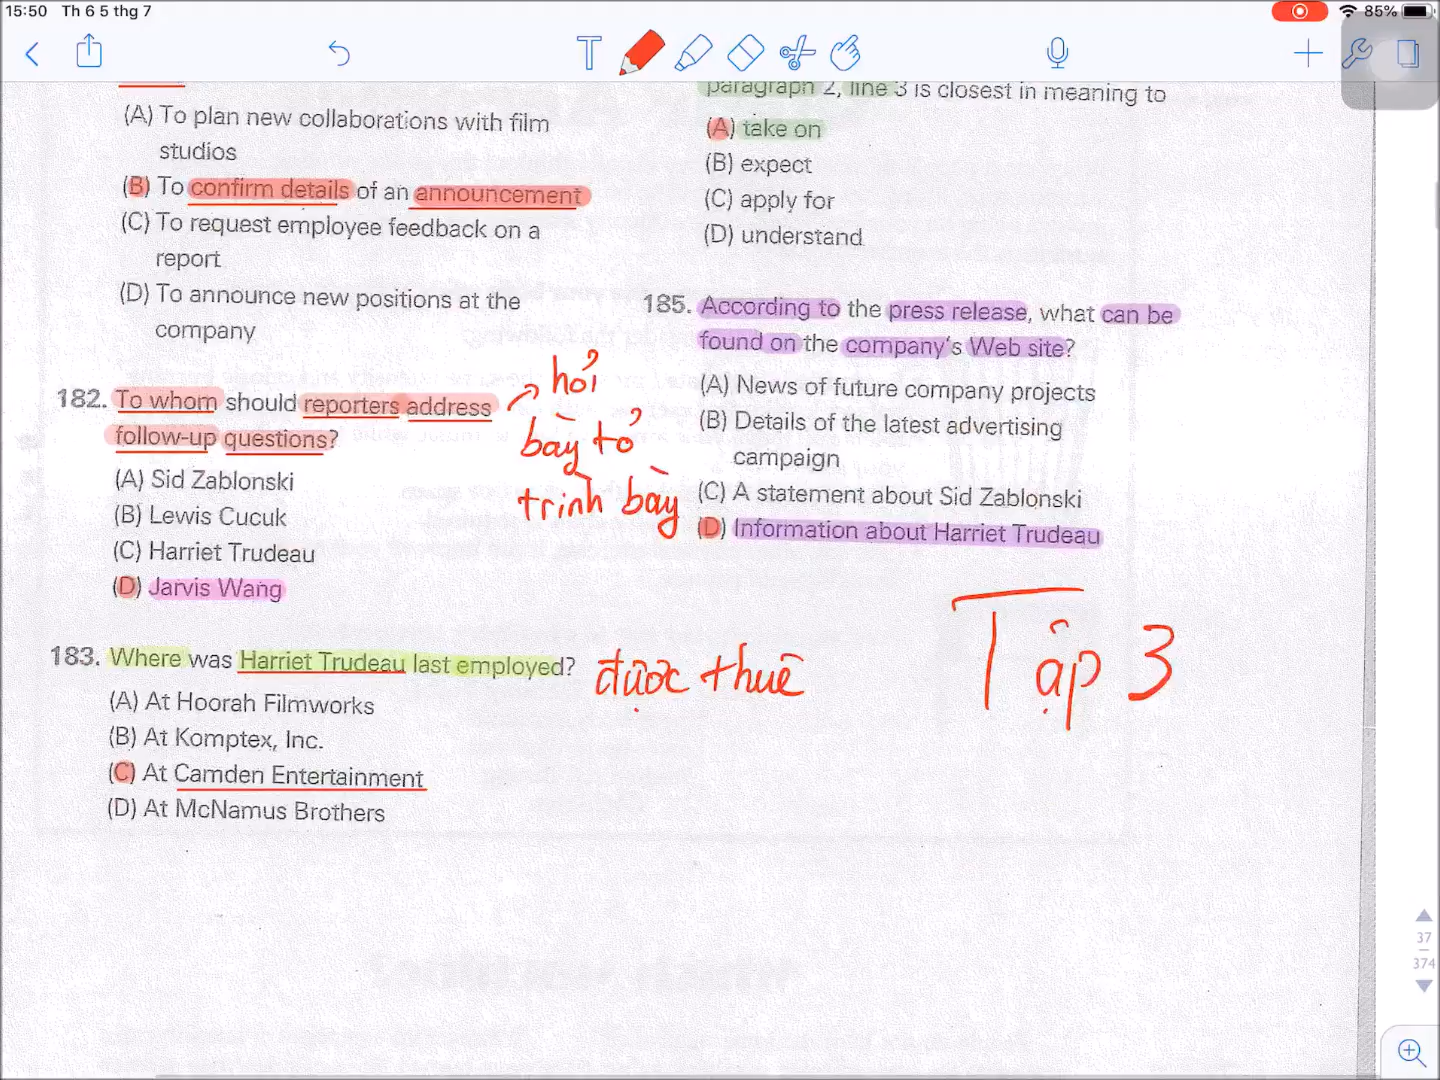 15:50 Th 6 5 thg 7
85%
(A) To plan new collaborations with film
studios
(B) To confirm details of an announcement
(C) To request employee feedback on a
report
(D) To announce new positions at the
company
182. To whom should reporters address
follow-up questions?
(A) Sid Zablonski
(B) Lewis Cucuk
(C) Harriet Trudeau
(D) Jarvis Wang
hỏi
bày tỏ
trình bày
183. Where was Harriet Trudeau last employed?
được thuê
(A) At Hoorah Filmworks
(B) At Komptex, Inc.
(C) At Camden Entertainment
(D) At McNamus Brothers
paragraph 2, line 3 is closest in meaning to
(A) take on
(B) expect
(C) apply for
(D) understand
185. According to the press release, what can be
found on the company's Web site?
(A) News of future company projects
(B) Details of the latest advertising
campaign
(C) A statement about Sid Zablonski
(D) Information about Harriet Trudeau
Tập 3
37
374